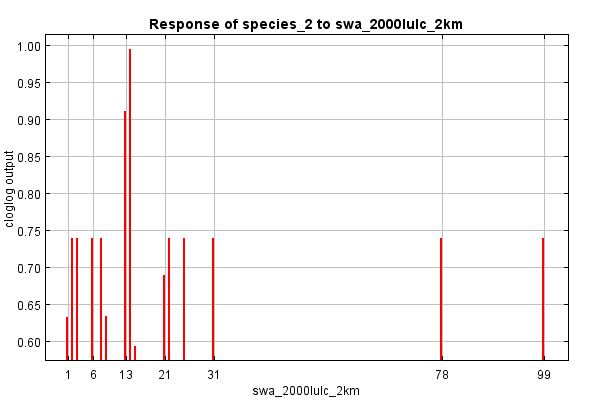 Response of species_2 to swa_2000lulc_2km
cloglog output
1.00
0.95
0.90
0.85
0.80
0.75
0.70
0.65
0.60
1 6 13 21 31 78 99
swa_2000lulc_2km